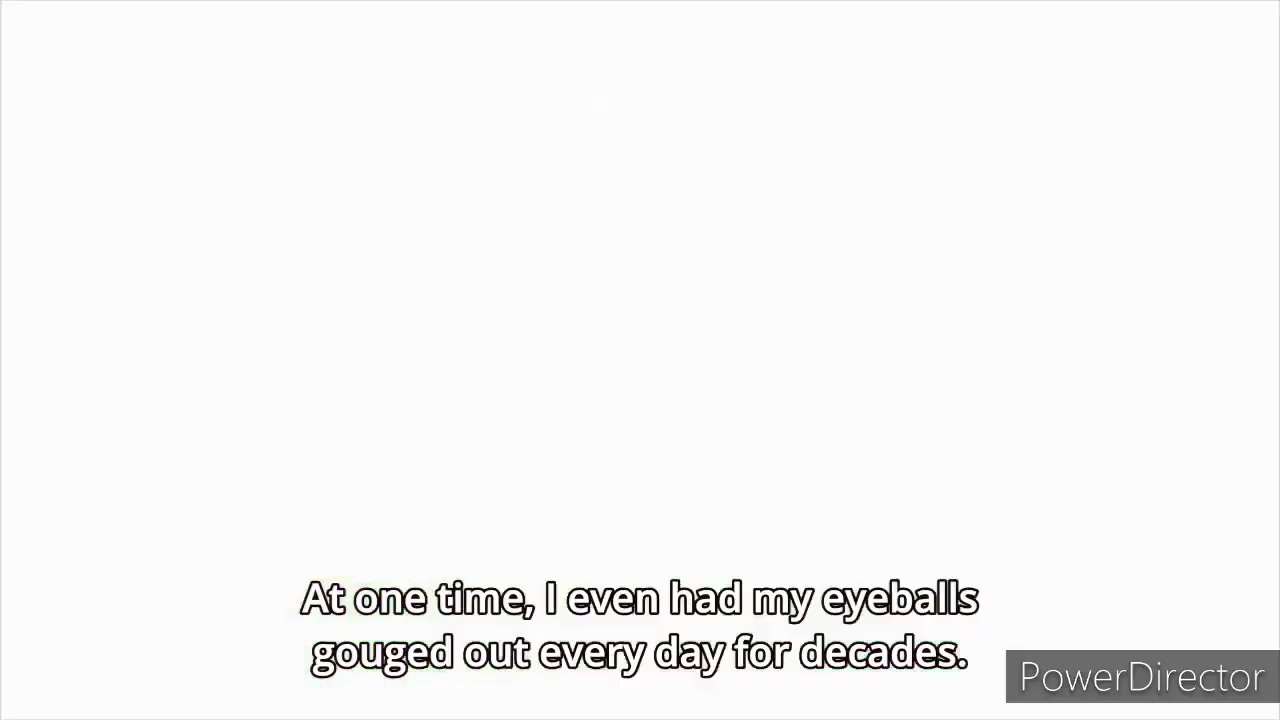 At one time, I even had my eyeballs
gouged out every day for decades.
PowerDirector